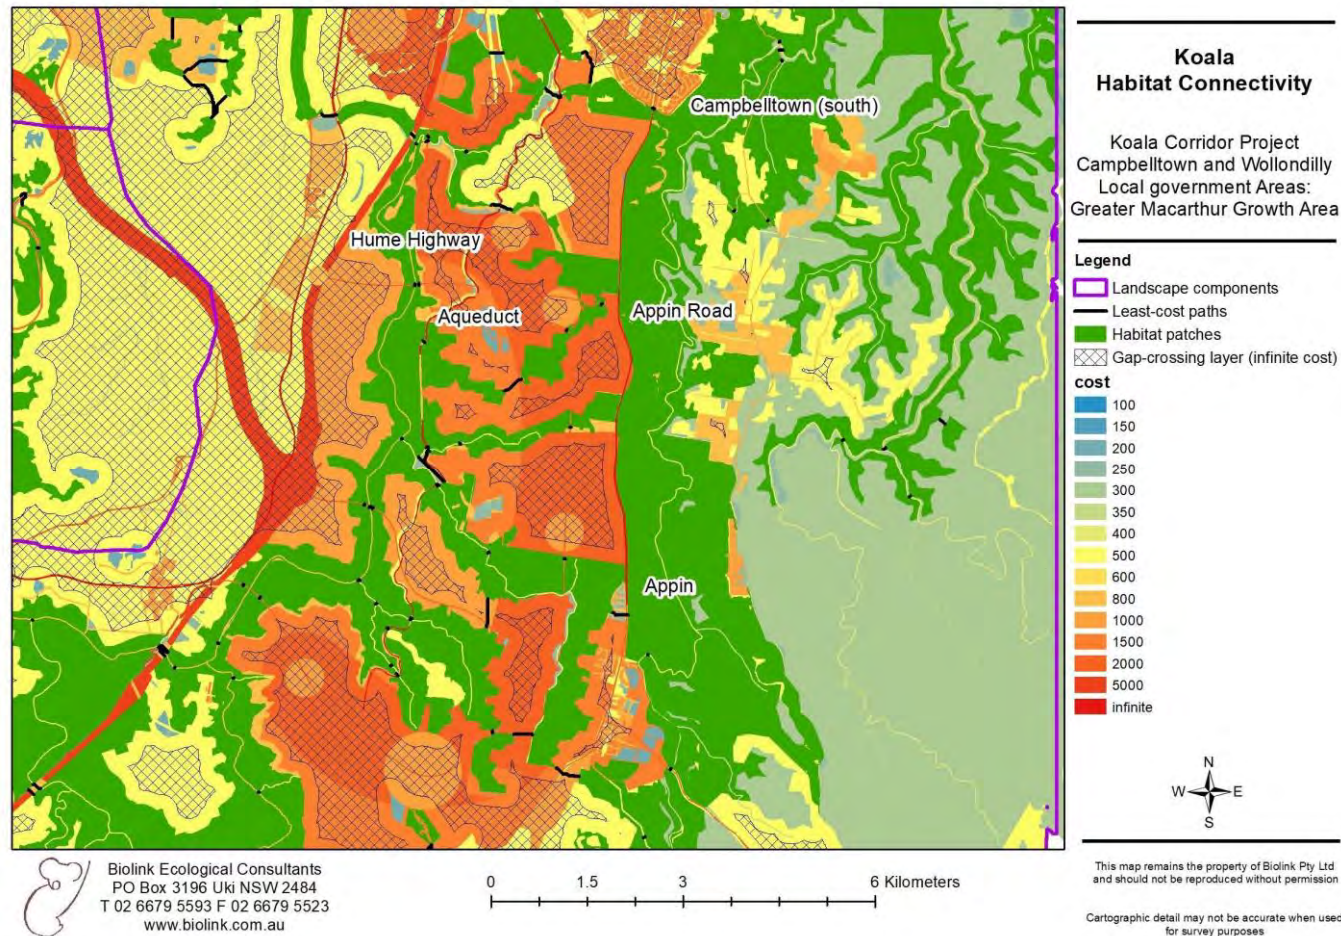 Campbelltown (south)
Hume Highway
Aqueduct
Appin Road
Appin
Koala
Habitat Connectivity
Koala Corridor Project
Campbelltown and Wollondilly
Local government Areas:
Greater Macarthur Growth Area
Legend
Landscape components
Least-cost paths
Habitat patches
Gap-crossing layer (infinite cost)
cost
100
150
200
250
300
350
400
500
600
800
1000
1500
2000
5000
infinite
N
W E
S
This map remains the property of Biolink Pty Ltd
and should not be reproduced without permission
Cartographic detail may not be accurate when used
for survey purposes
Biolink Ecological Consultants
PO Box 3196 Uki NSW 2484
T 02 6679 5593 F 02 6679 5523
www.biolink.com.au
0 1.5 3 6 Kilometers